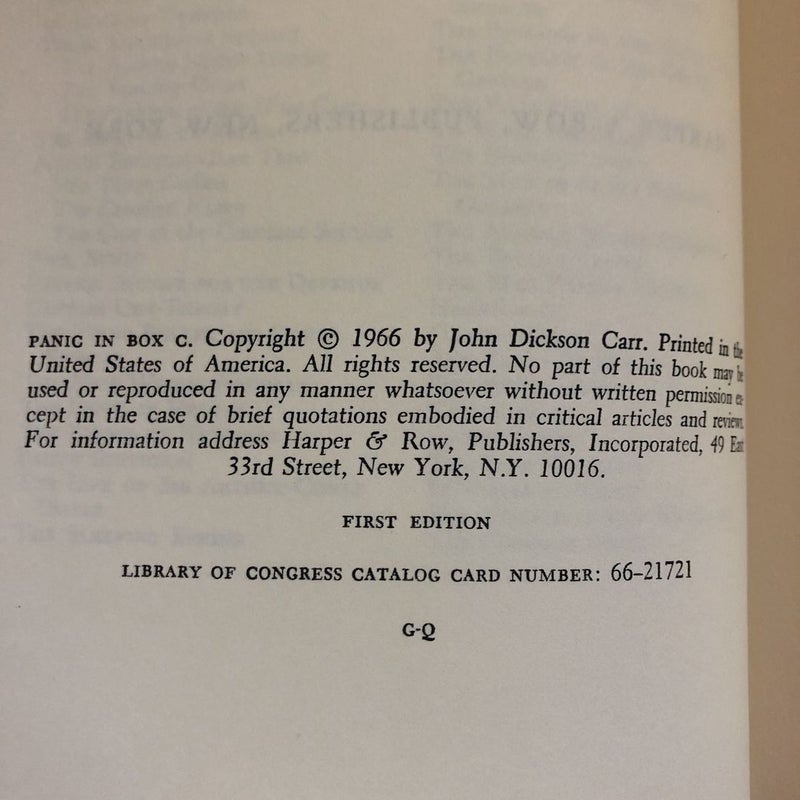 PANIC IN BOX C. Copyright © 1966 by John Dickson Carr. Printed in the
United States of America. All rights reserved. No part of this book may be
used or reproduced in any manner whatsoever without written permission
cept in the case of brief quotations embodied in critical articles and
For information address Harper & Row, Publishers, Incorporated, 49
33rd Street, New York, N.Y. 10016.
FIRST EDITION
LIBRARY OF CONGRESS CATALOG CARD NUMBER: 66-21721
G-Q